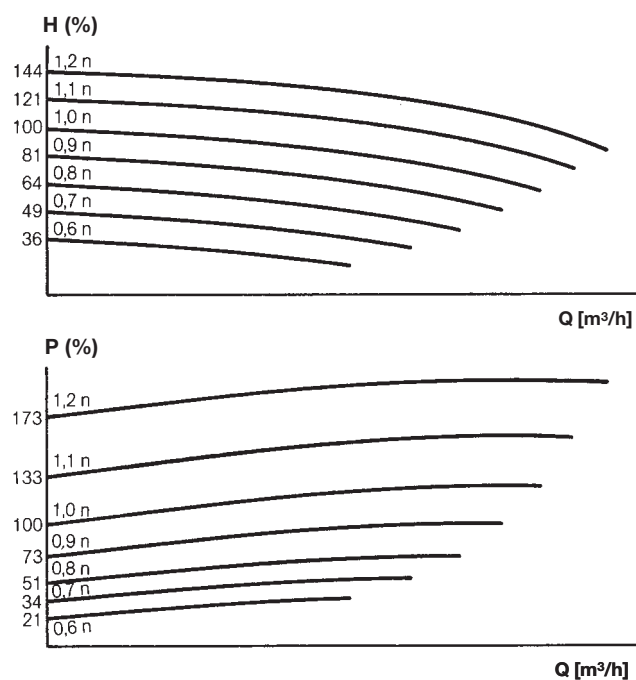 H (%)
144 1,2 n
121 1,1 n
100 1,0 n
81 0,9 n
64 0,8 n
49 0,7 n
36 0,6 n
Q [m³/h]
P (%)
173 1,2 n
133 1,1 n
100 1,0 n
73 0,9 n
51 0,8 n
34 0,7 n
21 0,6 n
Q [m³/h]